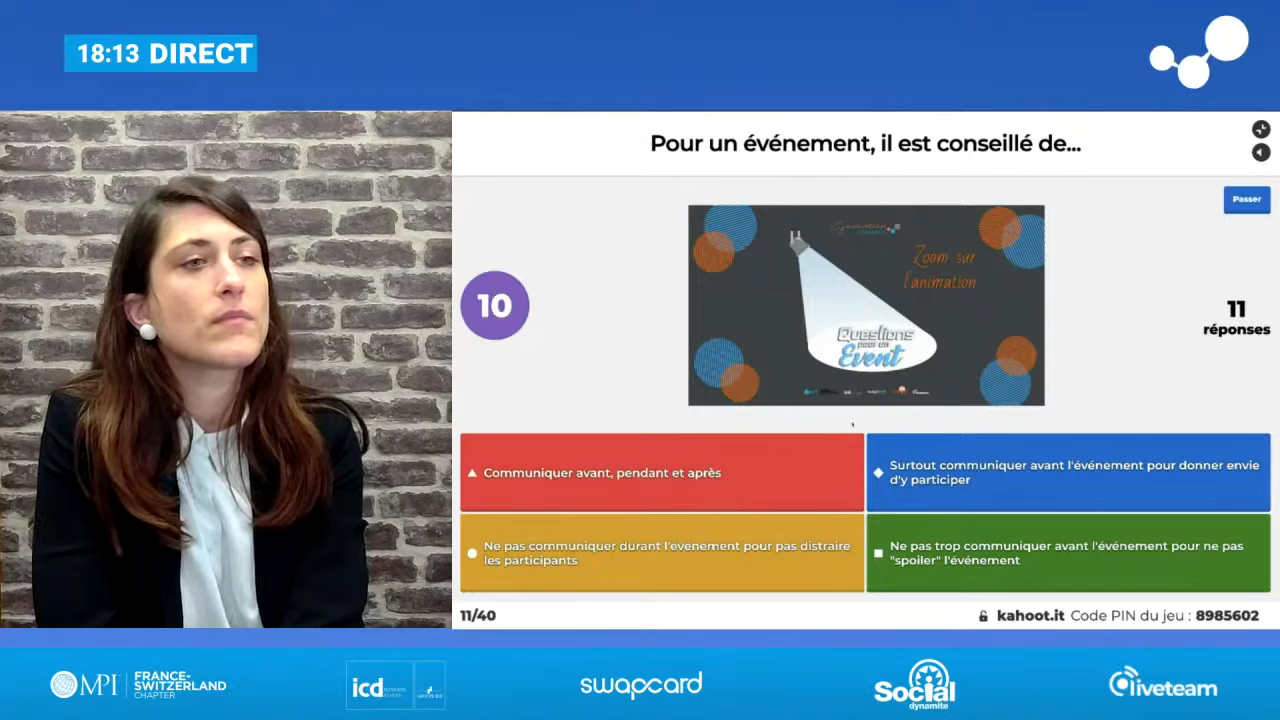 18:13 DIRECT
Pour un événement, il est conseillé de...
Passer
Zoom sur
l'animation
10
11
réponses
Questions
pour un
Event
Communiquer avant, pendant et après
Surtout communiquer avant l'événement pour donner envie
d'y participer
Ne pas communiquer durant l'événement pour pas distraire
les participants
Ne pas trop communiquer avant l'événement pour ne pas
"spoiler" l'événement
11/40
kahoot.it Code PIN du jeu : 8985602
MPI FRANCE-
SWITZERLAND
CHAPTER
icd
swapcard
Social
dynamite
liveteam